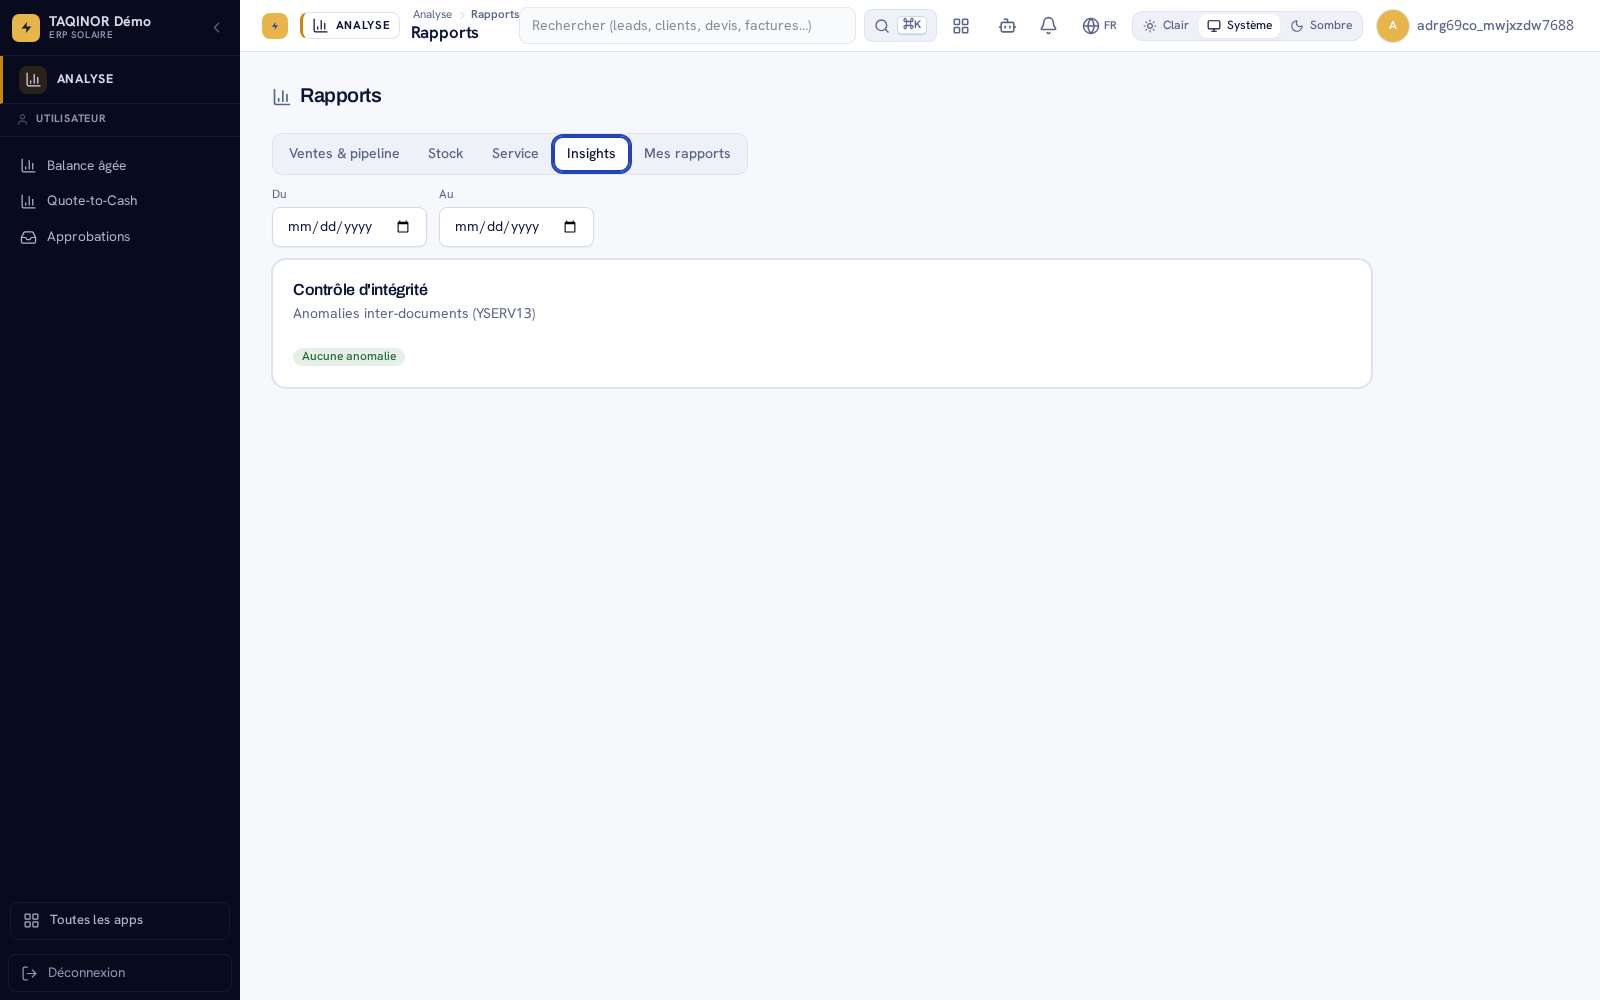 TAQINOR Démo
ERP SOLAIRE
ANALYSE
UTILISATEUR
Balance âgée
Quote-to-Cash
Approbations
Toutes les apps
Déconnexion
ANALYSE
Analyse
Rapports
Rapports
Rechercher (leads, clients, devis, factures...)
⌘K
FR
Clair
Système
Sombre
A
adrg69co_mwjxzdw7688
Rapports
Ventes & pipeline
Stock
Service
Insights
Mes rapports
Du
Au
mm/dd/yyyy
mm/dd/yyyy
Contrôle d'intégrité
Anomalies inter-documents (YSERV13)
Aucune anomalie